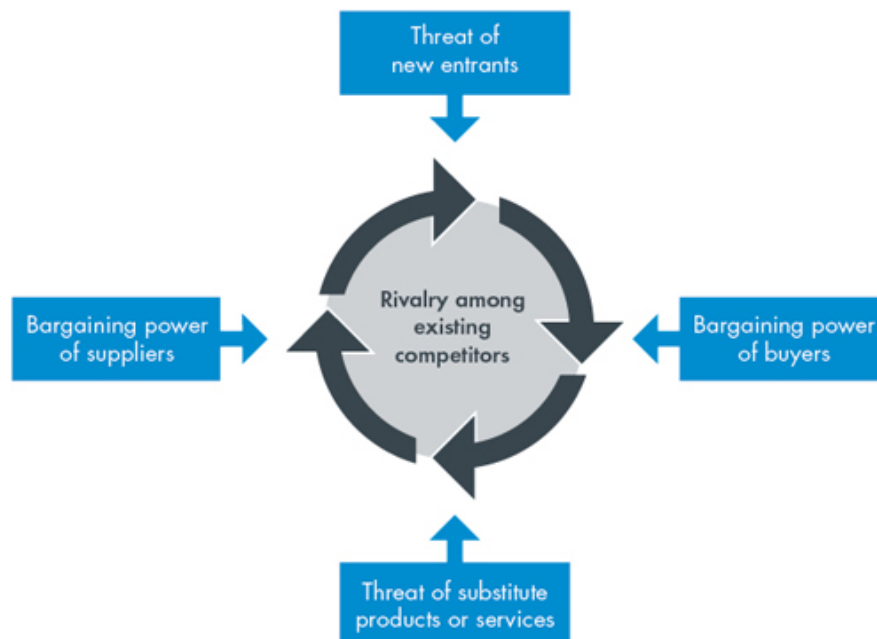 Threat of
new entrants
Bargaining power
of suppliers
Rivalry among
existing
competitors
Bargaining power
of buyers
Threat of substitute
products or services